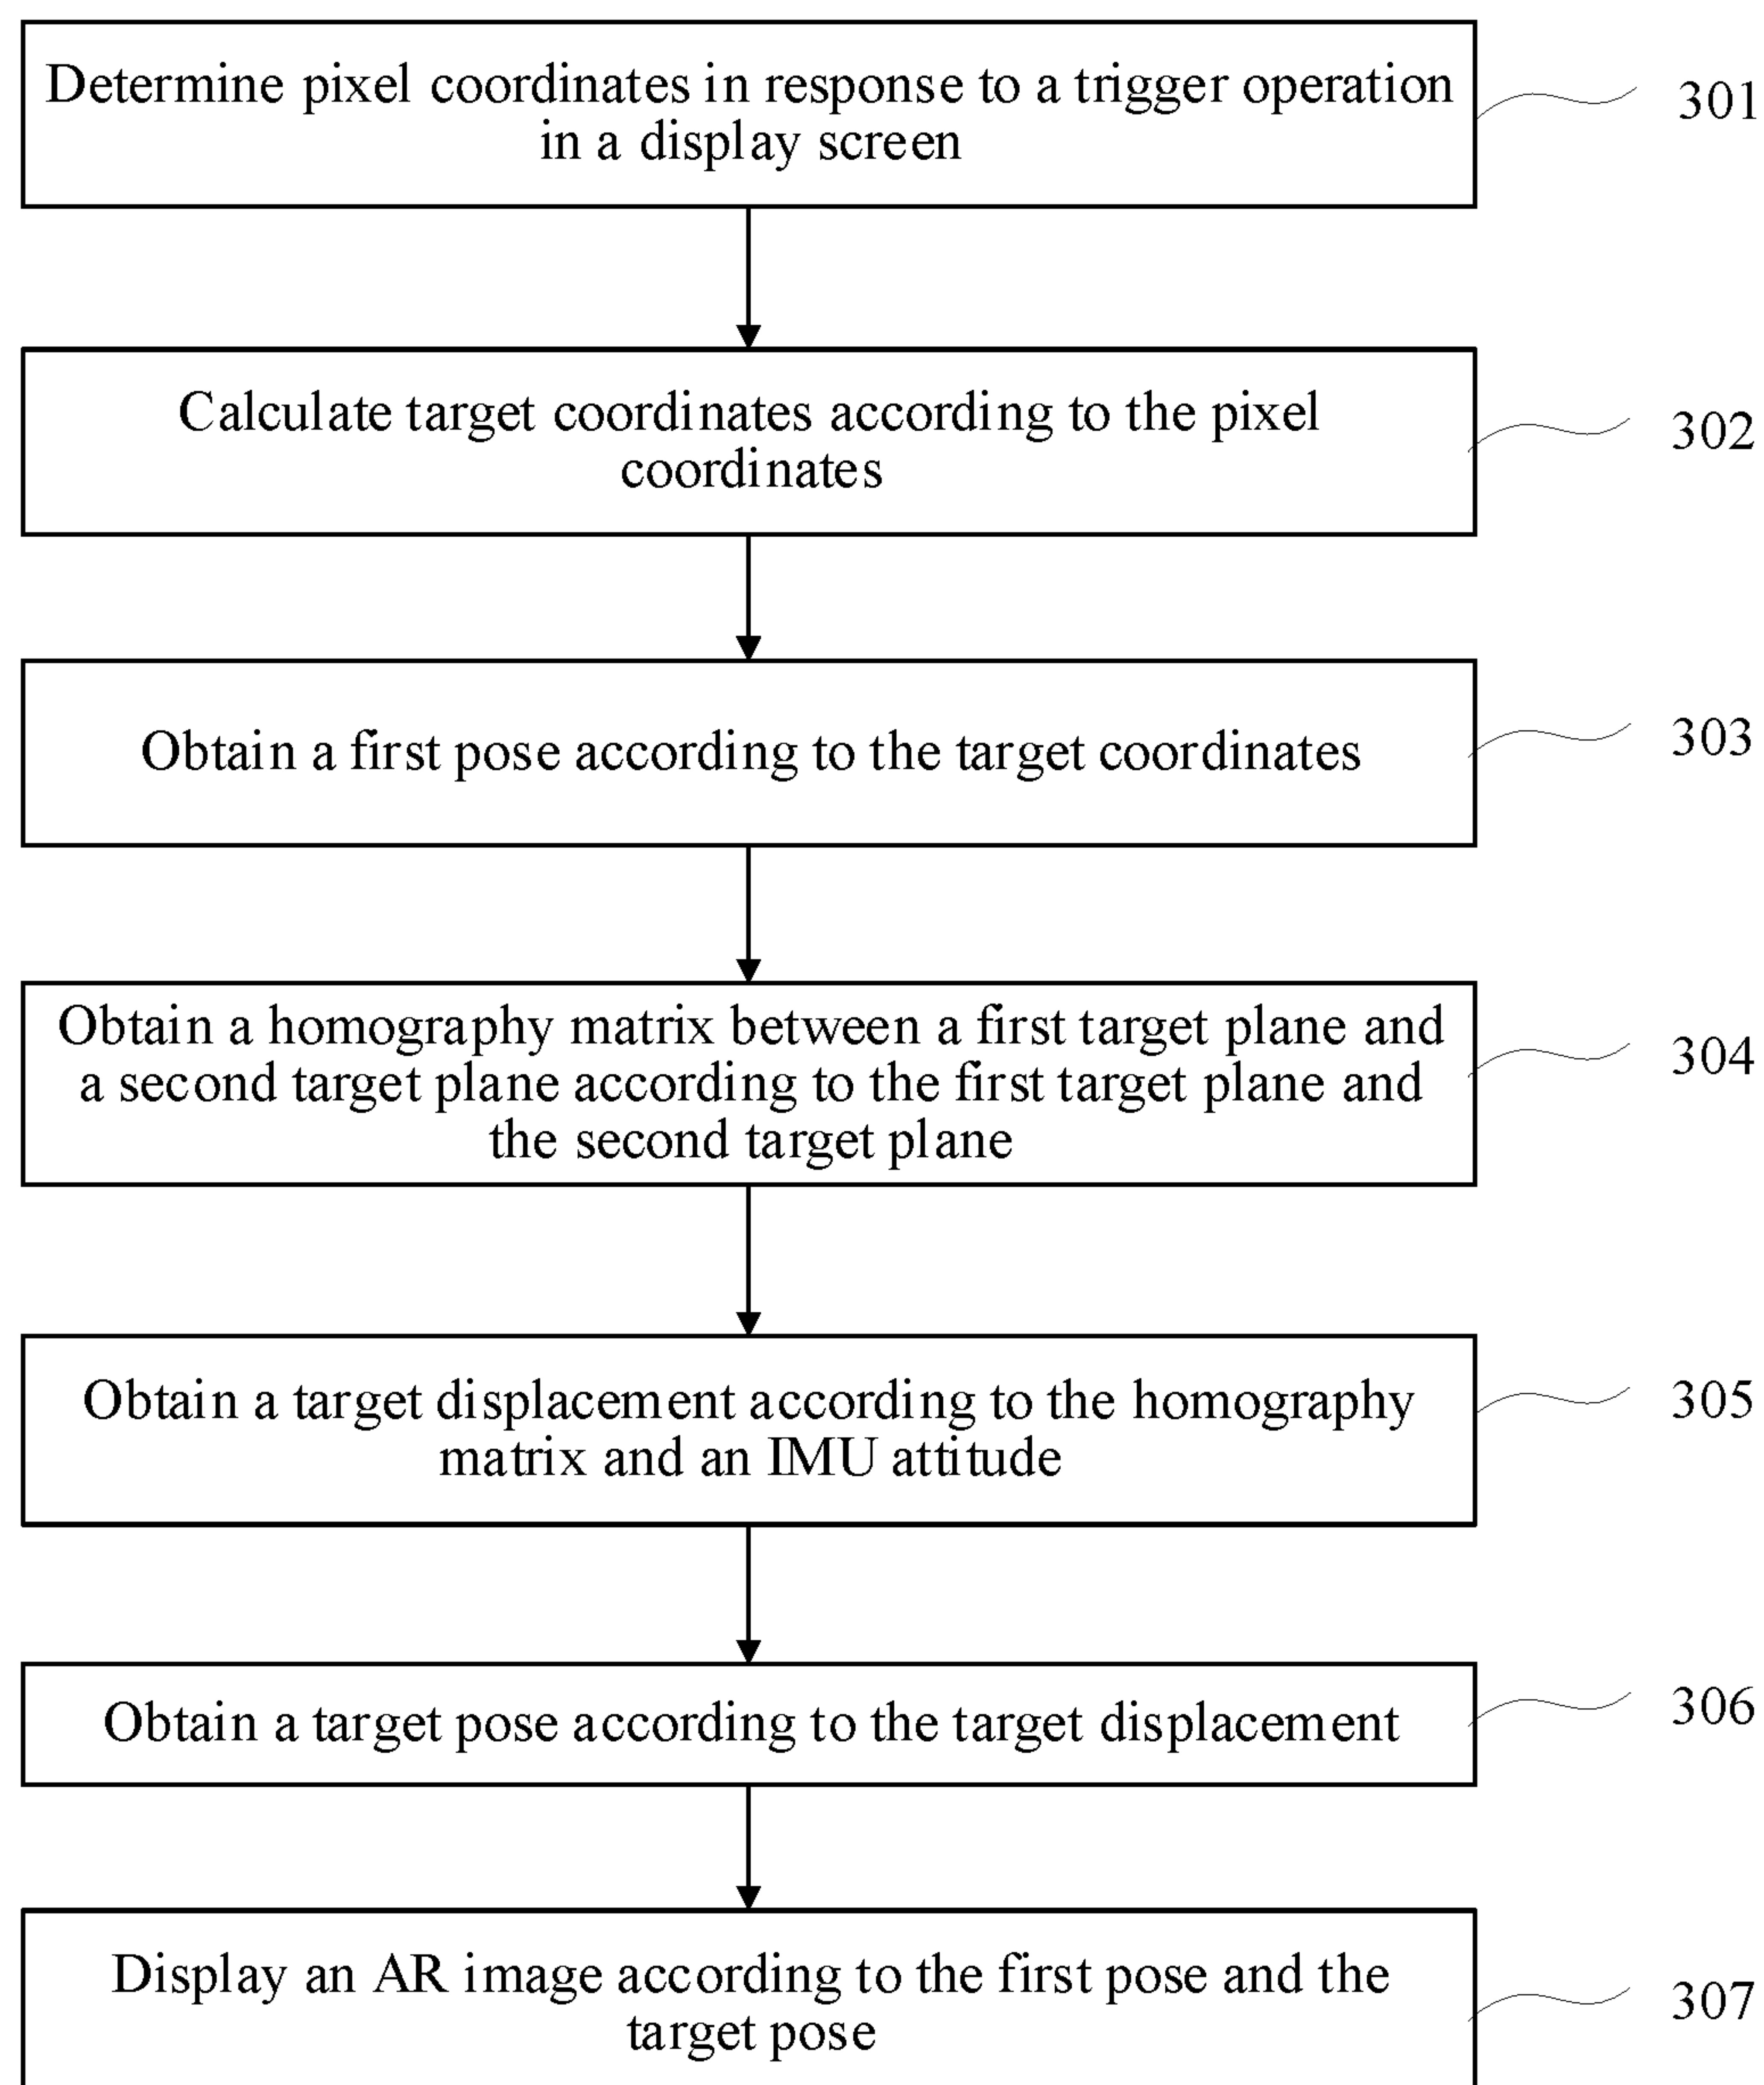 Determine pixel coordinates in response to a trigger operation
in a display screen
301
Calculate target coordinates according to the pixel
coordinates
302
Obtain a first pose according to the target coordinates
303
Obtain a homography matrix between a first target plane and
a second target plane according to the first target plane and
the second target plane
304
Obtain a target displacement according to the homography
matrix and an IMU attitude
305
Obtain a target pose according to the target displacement
306
Display an AR image according to the first pose and the
target pose
307